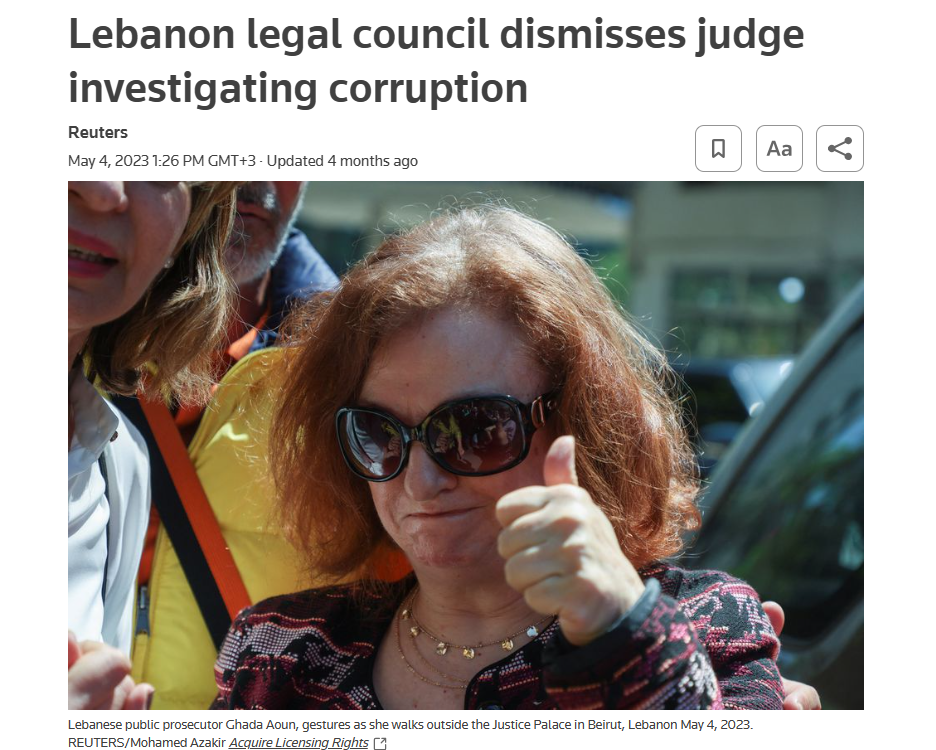 Lebanon legal council dismisses judge
investigating corruption
Reuters
May 4, 2023 1:26 PM GMT+3 · Updated 4 months ago
Aa
Lebanese public prosecutor Ghada Aoun, gestures as she walks outside the Justice Palace in Beirut, Lebanon May 4, 2023.
REUTERS/Mohamed Azakir Acquire Licensing Rights